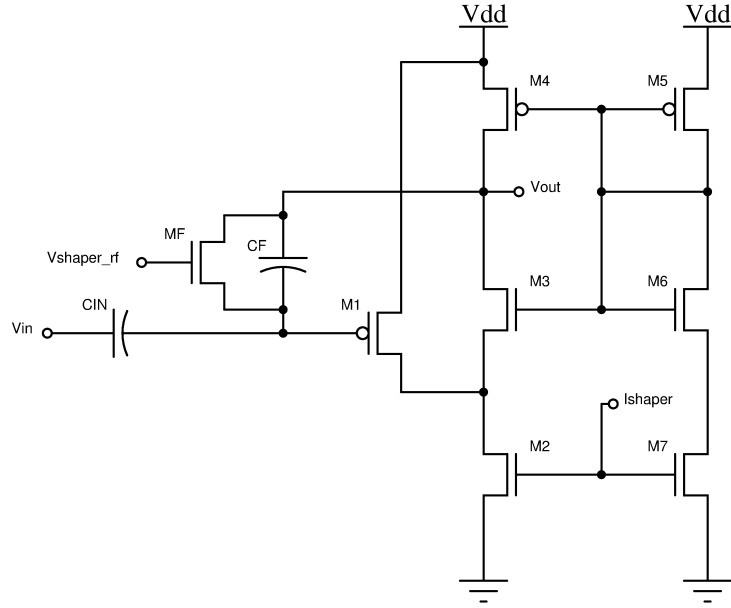 Vdd
Vdd
M4
M5
Vout
MF
CF
Vshaper_rf
M3
M6
CIN
M1
Vin
Ishaper
M2
M7